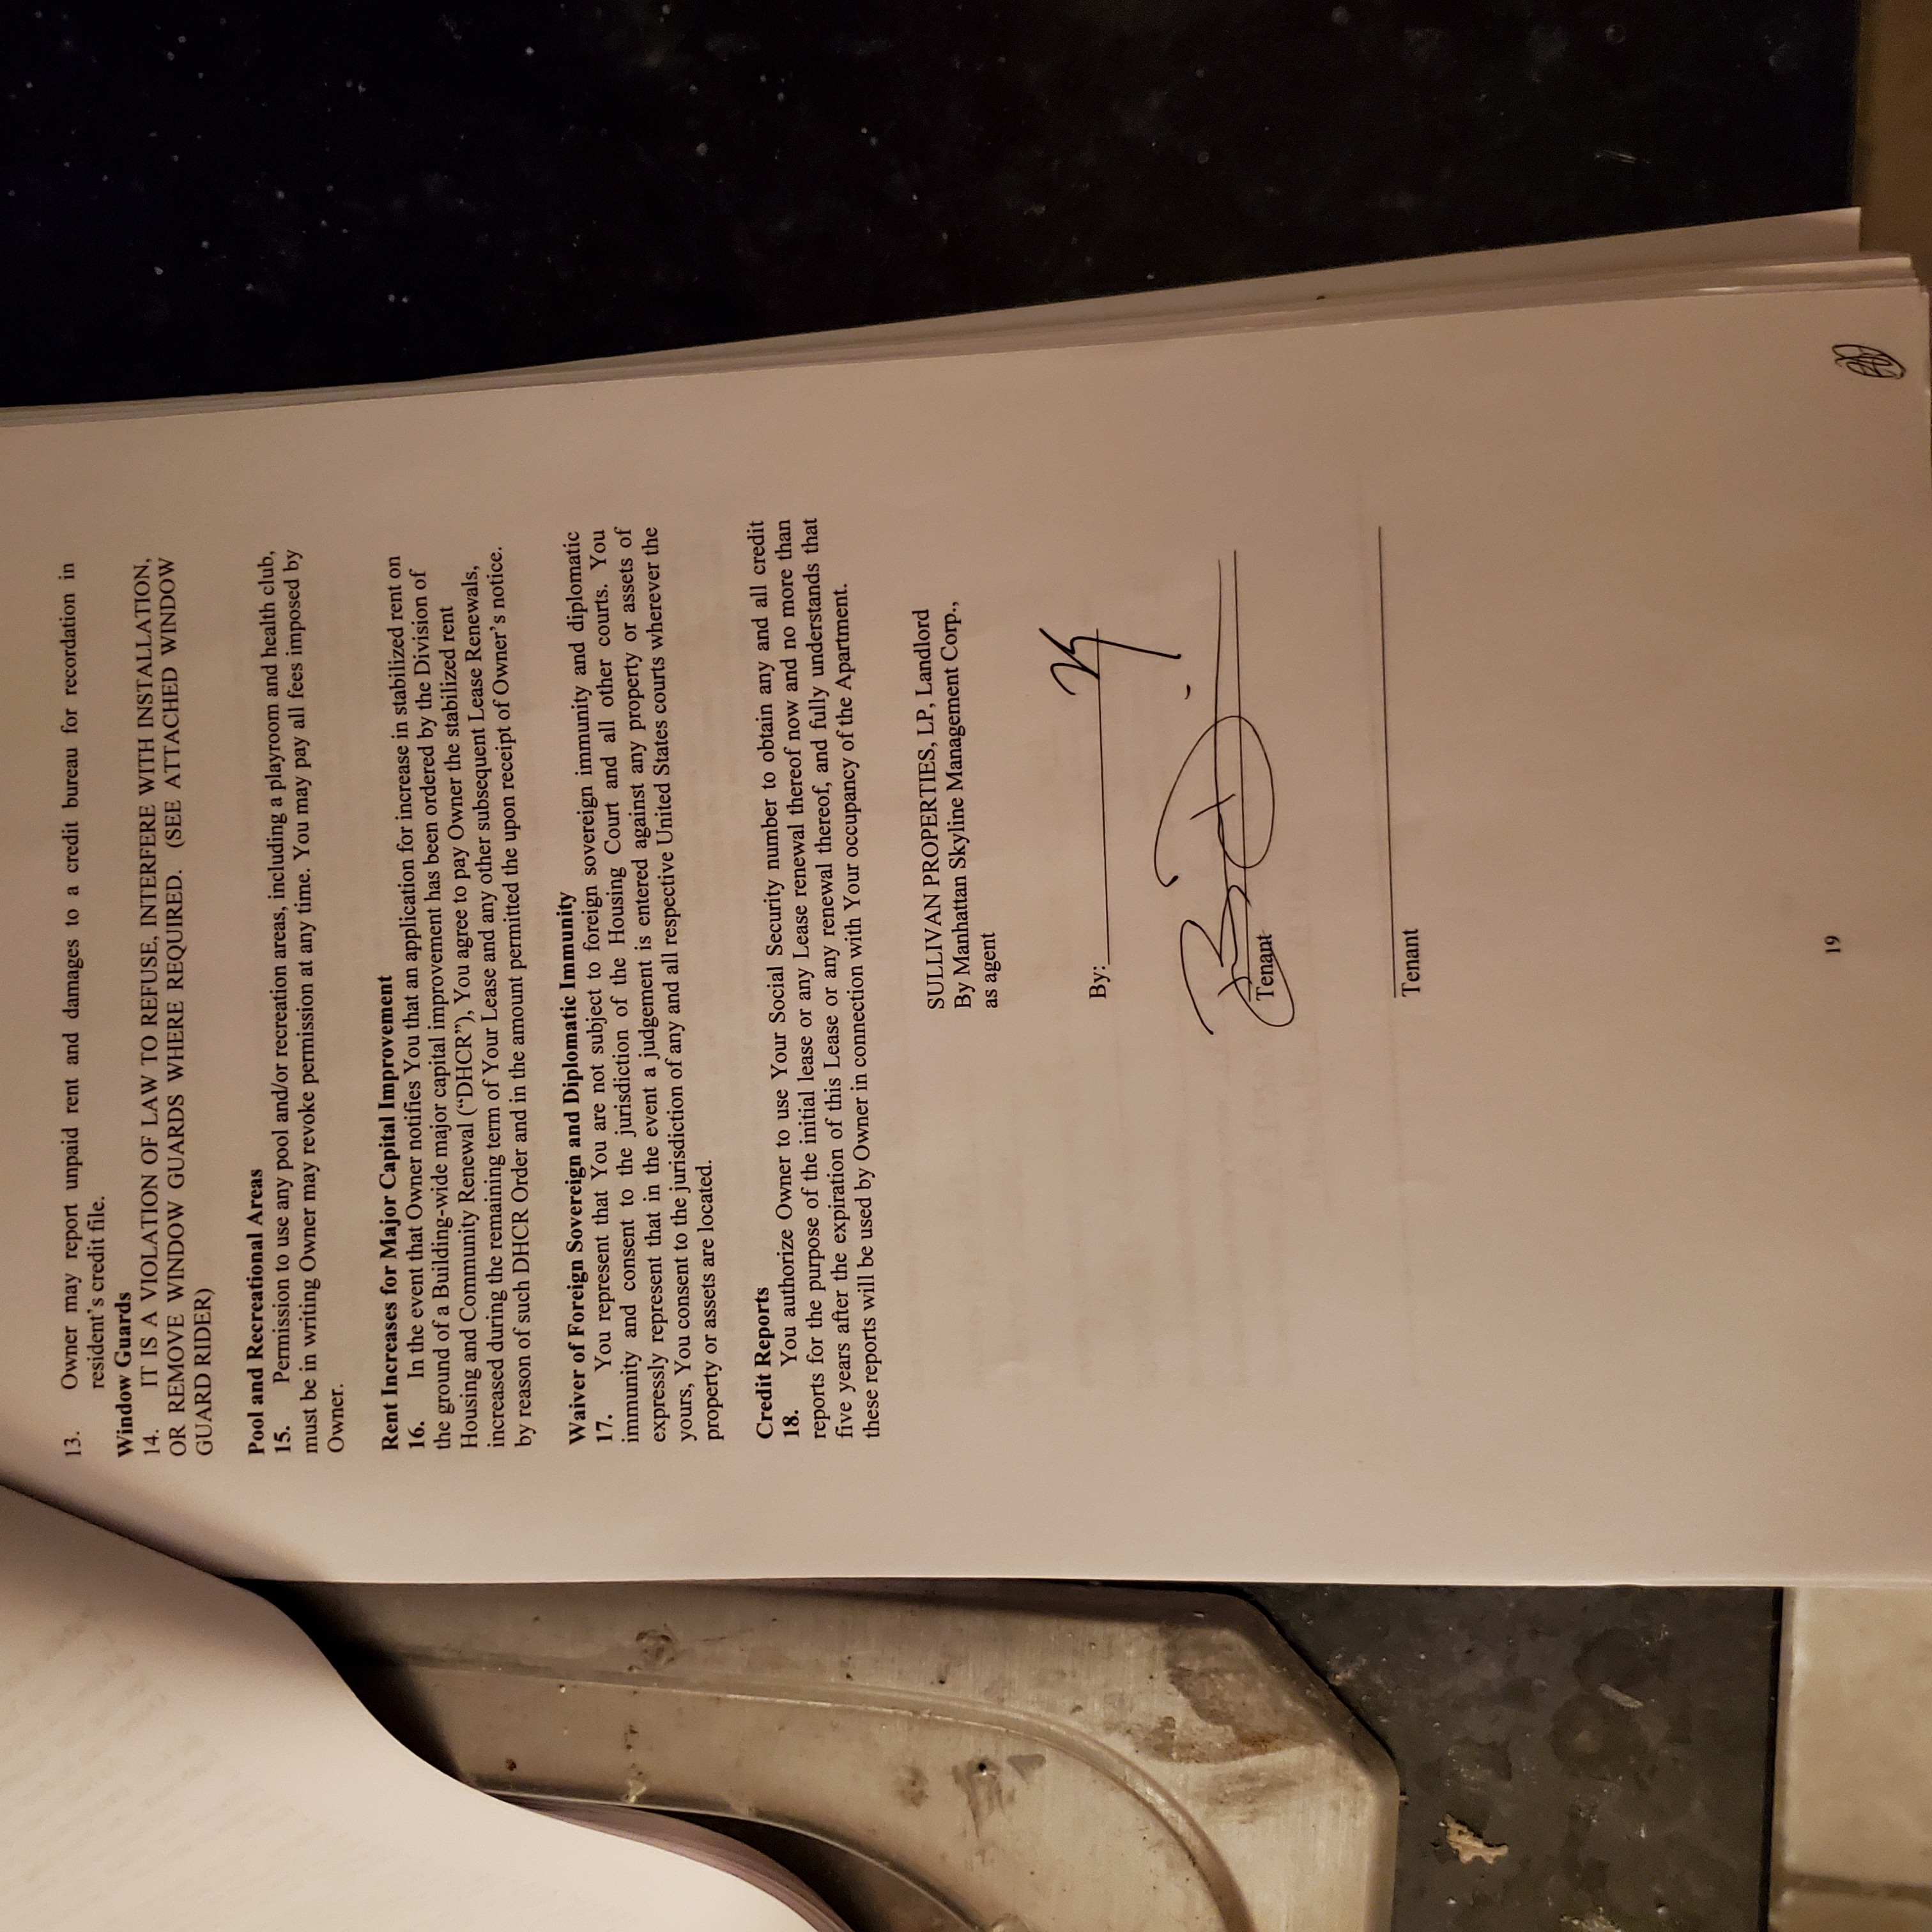 13. Owner may report unpaid rent and damages to a credit bureau for recordation in
resident's credit file.
Window Guards
14. IT IS A VIOLATION OF LAW TO REFUSE, INTERFERE WITH INSTALLATION,
OR REMOVE WINDOW GUARDS WHERE REQUIRED. (SEE ATTACHED WINDOW
GUARD RIDER)
Pool and Recreational Areas
15. Permission to use any pool and/or recreation areas, including a playroom and health club,
must be in writing Owner may revoke permission at any time. You may pay all fees imposed by
Owner.
Rent Increases for Major Capital Improvement
16. In the event that Owner notifies You that an application for increase in stabilized rent on
the ground of a Building-wide major capital improvement has been ordered by the Division of
Housing and Community Renewal ("DHCR"), You agree to pay Owner the stabilized rent
increased during the remaining term of Your Lease and any other subsequent Lease Renewals,
by reason of such DHCR Order and in the amount permitted the upon receipt of Owner's notice.
Waiver of Foreign Sovereign and Diplomatic Immunity
17. You represent that You are not subject to foreign sovereign immunity and diplomatic
immunity and consent to the jurisdiction of the Housing Court and all other courts. You
expressly represent that in the event a judgement is entered against any property or assets of
yours, You consent to the jurisdiction of any and all respective United States courts wherever the
property or assets are located.
Credit Reports
18. You authorize Owner to use Your Social Security number to obtain any and all credit
reports for the purpose of the initial lease or any Lease renewal thereof now and no more than
five years after the expiration of this Lease or any renewal thereof, and fully understands that
these reports will be used by Owner in connection with Your occupancy of the Apartment.
SULLIVAN PROPERTIES, LP, Landlord
By Manhattan Skyline Management Corp.,
as agent
By:
Tenant
Tenant
19